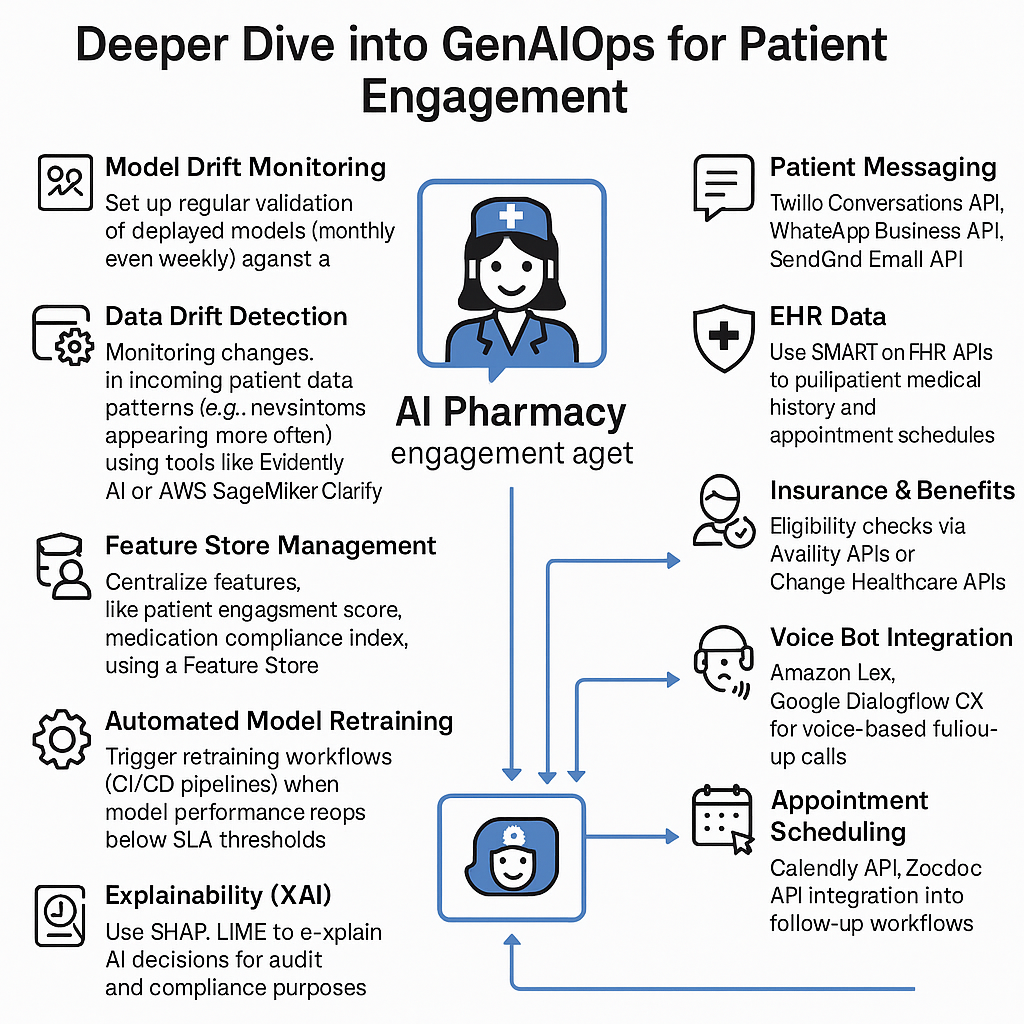 Deeper Dive into GenAIOps for Patient
Engagement
Model Drift Monitoring
Set up regular validation
of deplayed models (monthly
even weekly) aganst a
Data Drift Detection
Monitoring changes.
in incoming patient data
patterns (e.g.. nevsintoms
appearing more often)
using tools like Evidently
AI or AWS SageMiker Clarify
Feature Store Management
Centralize features,
like patient engagsment score,
medication compliance index,
using a Feature Store
Automated Model Retraining
Trigger retraining workflows
(CI/CD pipelines) when
model performance reops
below SLA thresholds
Explainability (XAI)
Use SHAP. LIME to e-xplain
AI decisions for audit
and compliance purposes
AI Pharmacy
engagement aget
Patient Messaging
Twillo Conversations API,
WhateApp Business API,
SendGnd Emall API
EHR Data
Use SMART on FHR APIs
to puilipatient medical
history and
appointment schedules
Insurance & Benefits
Eligibility checks via
Availity APIs or
Change Healthcare APIs
Voice Bot Integration
Amazon Lex,
Google Dialogflow CX
for voice-based fuliou-
up calls
Appointment
Scheduling
Calendly API, Zocdoc
API integration into
follow-up workflows